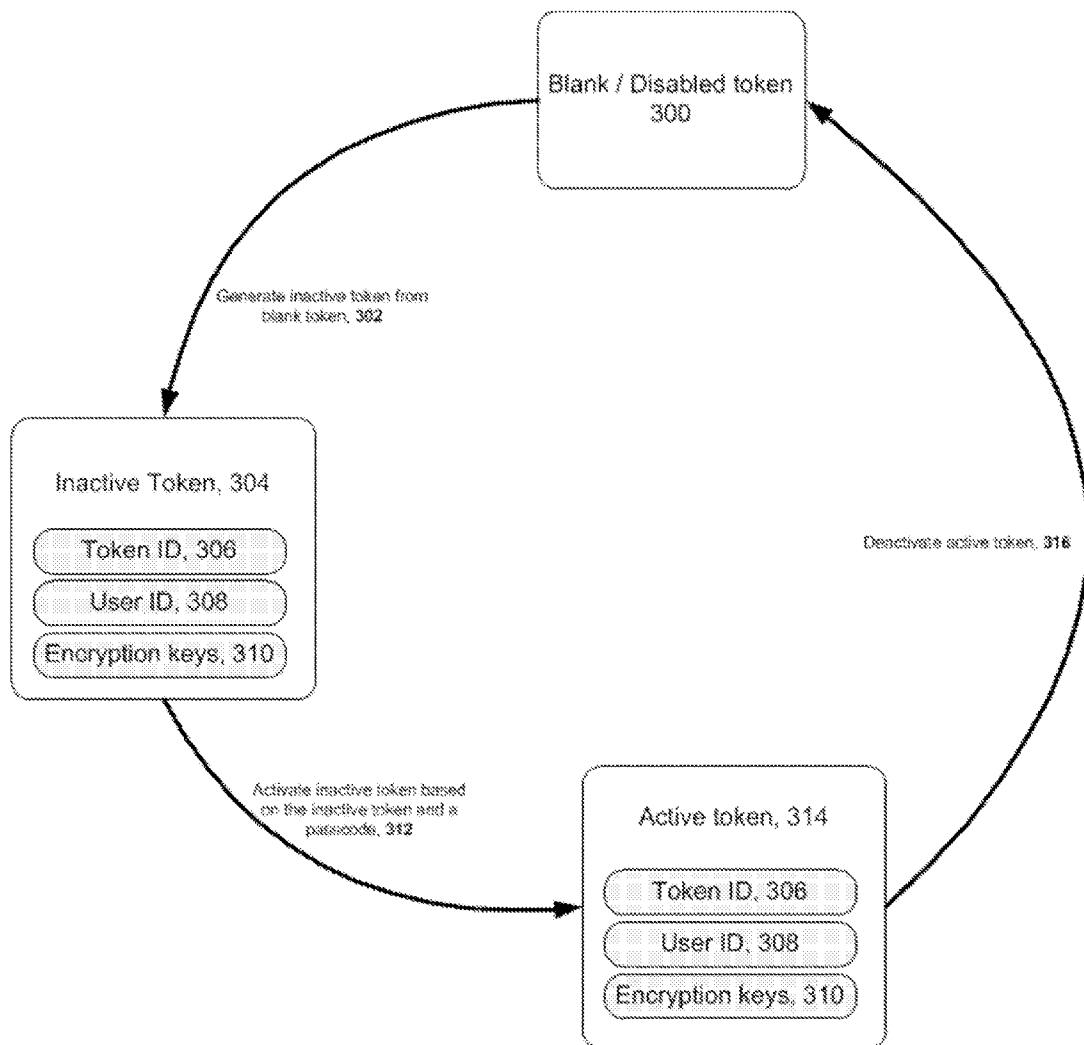 Blank / Disabled token
300
Generate inactive token from
blank token, 302
Inactive Token, 304
Token ID, 306
User ID, 308
Encryption keys, 310
Deactivate active token, 316
Activate inactive token based
on the inactive token and a
passcode, 312
Active token, 314
Token ID, 306
User ID, 308
Encryption keys, 310